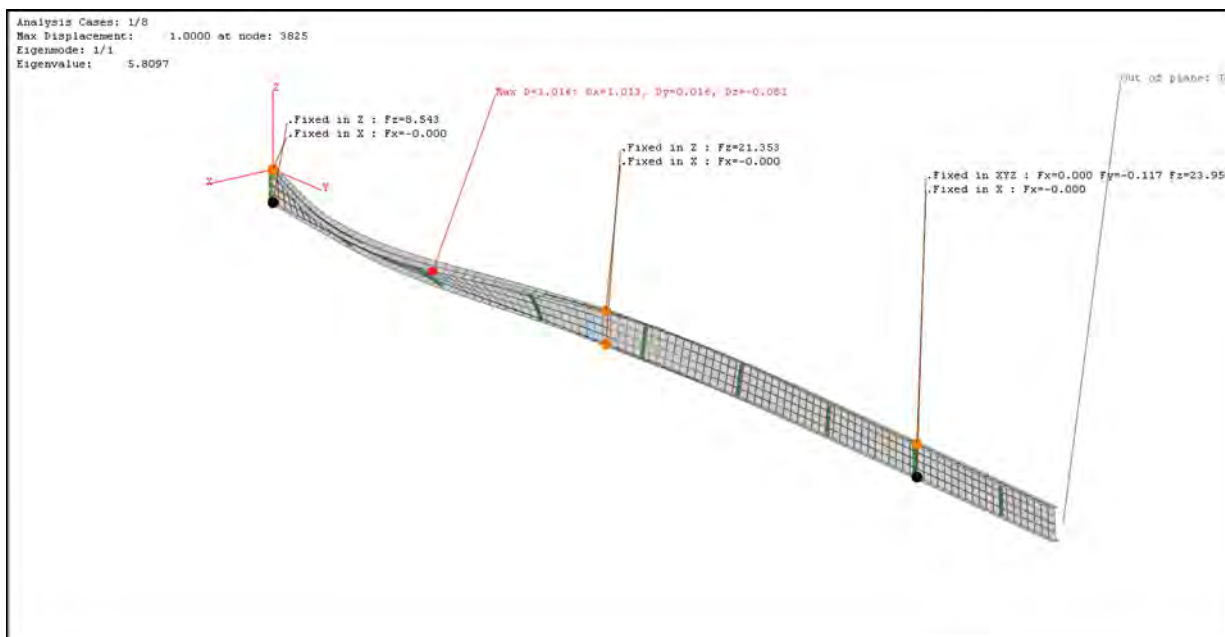 Analysis Cases: 1/8
Max Displacement: 1.0000 at node: 3825
Eigenmode: 1/1
Eigenvalue: 5.8097
Out of plane:
Max D=1.016: Dx=1.013, Dy=0.016, Dz=-0.081
Z
.Fixed in Z : Fz=8.543
.Fixed in X : Fx=-0.000
.Fixed in Z : Fz=21.353
.Fixed in X : Fx=-0.000
X
Y
.Fixed in XYZ : Fx=0.000 Fy=-0.117 Fz=23.95
.Fixed in X : Fx=-0.000